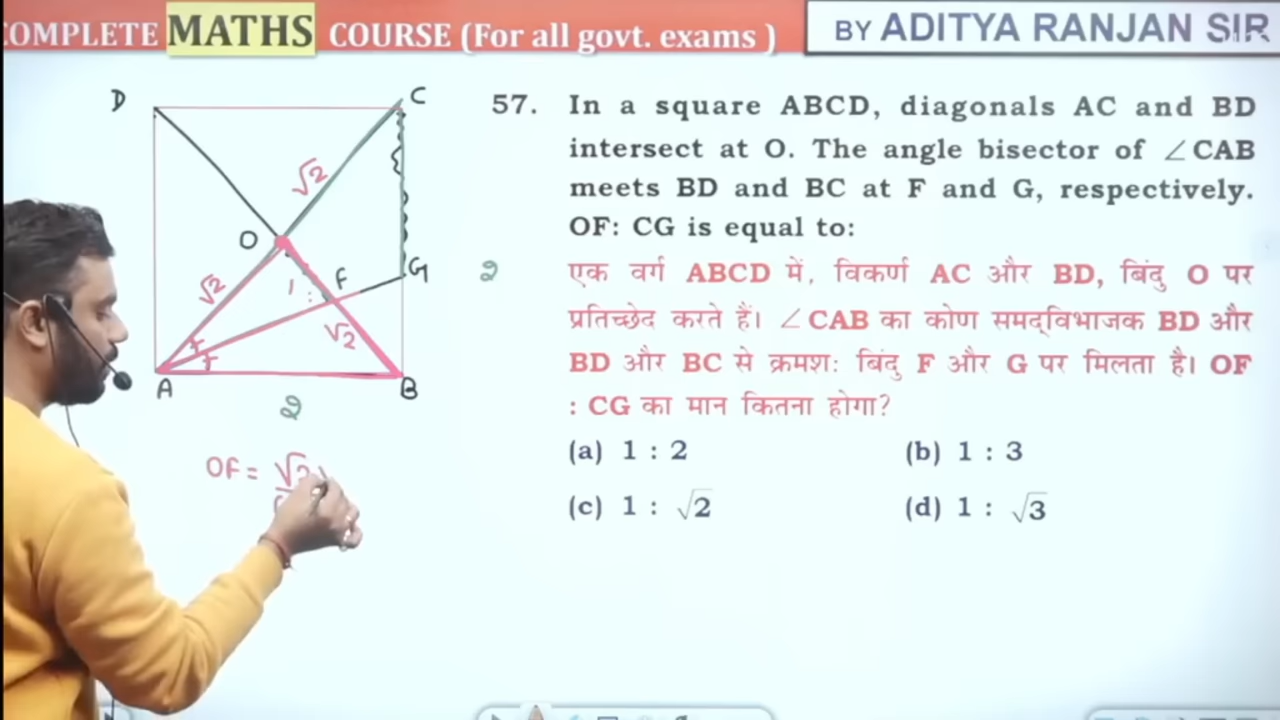 COMPLETE MATHS COURSE (For all govt. exams )
BY ADITYA RANJAN SIR
D
C
√2
O
G
F
1 :
√2
√2
A
B
2
2
OF =
57. In a square ABCD, diagonals AC and BD
intersect at O. The angle bisector of ∠CAB
meets BD and BC at F and G, respectively.
OF: CG is equal to:
एक वर्ग ABCD में, विकर्ण AC और BD, बिंदु O पर
प्रतिच्छेद करते हैं। ∠CAB का कोण समद्विभाजक BD और
BD और BC से क्रमशः बिंदु F और G पर मिलता है। OF
: CG का मान कितना होगा?
(a) 1 : 2 (b) 1 : 3
(c) 1 : √2 (d) 1 : √3